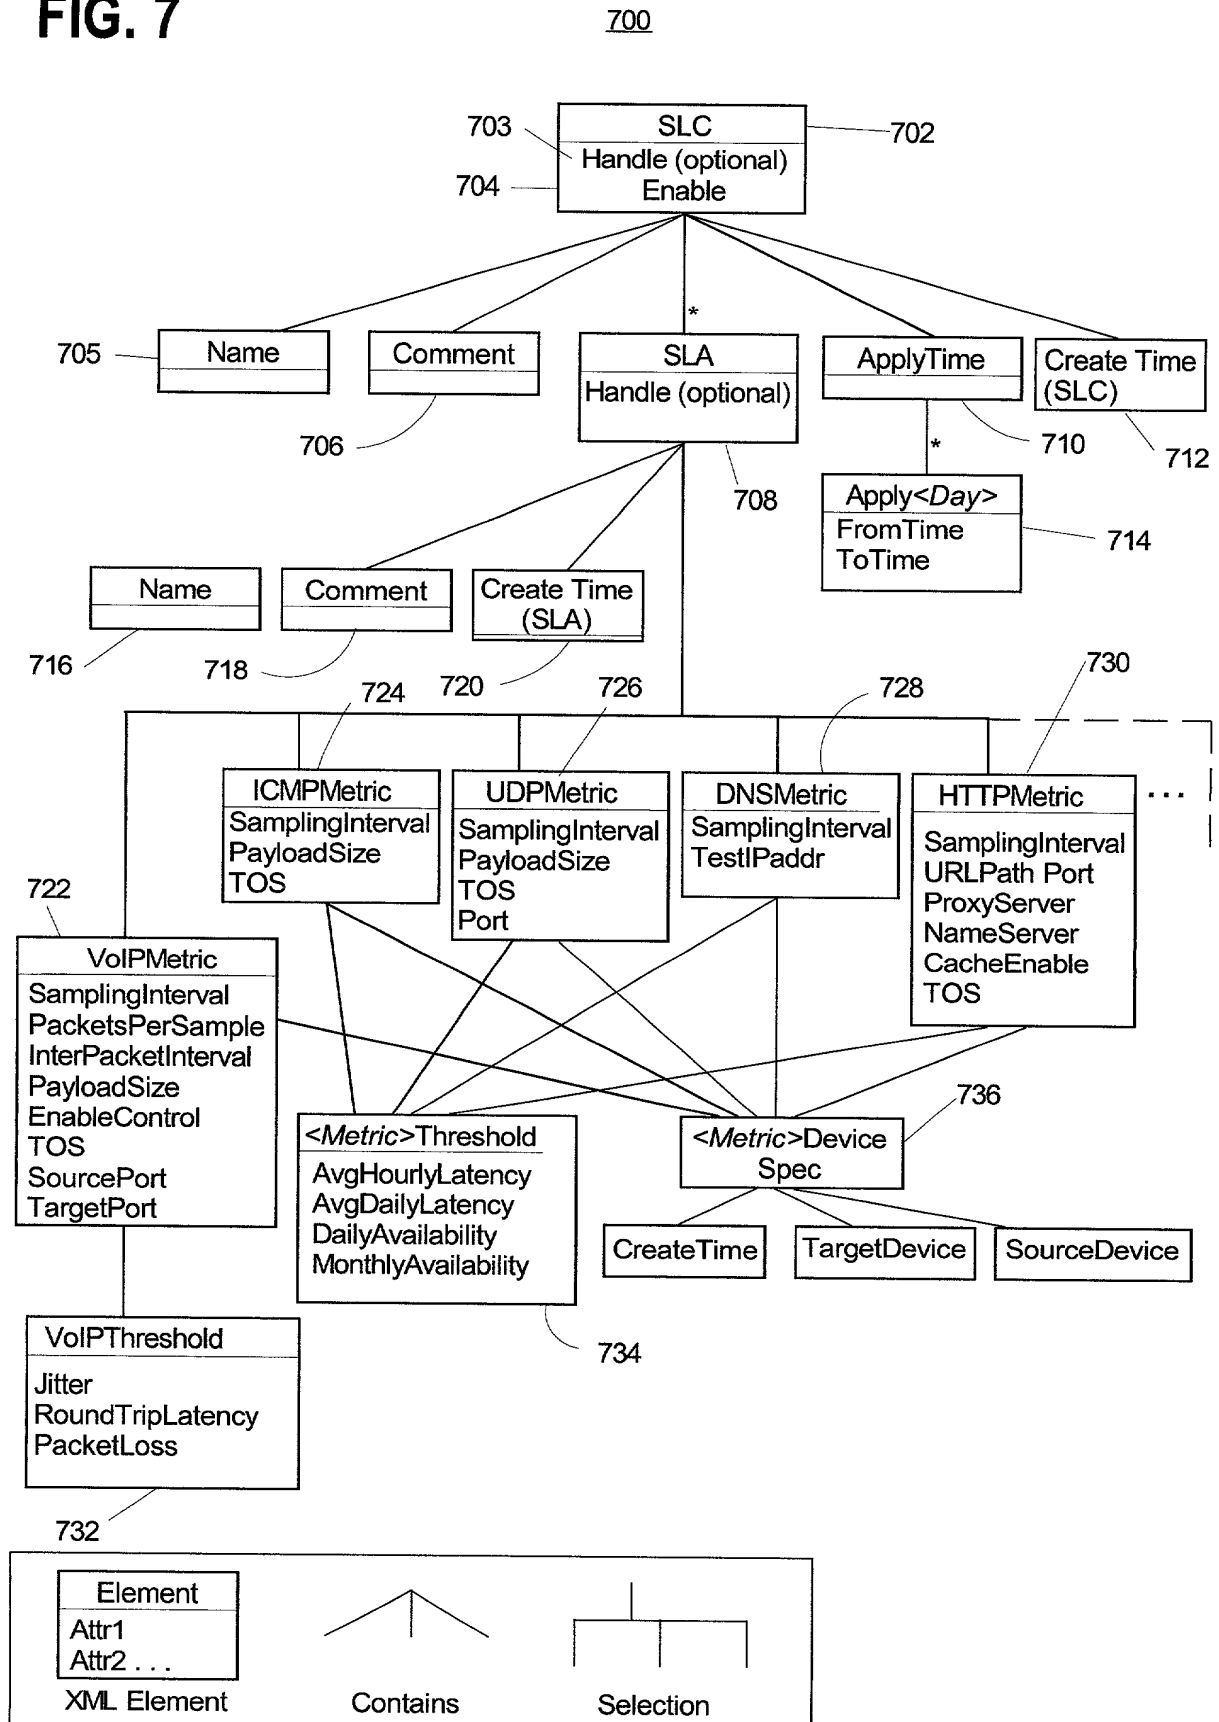 FIG. 7
700
703
SLC
702
Handle (optional)
704
Enable
*
705
Name
Comment
SLA
ApplyTime
Create Time
(SLC)
Handle (optional)
706
710
712
*
708
Apply<Day>
FromTime
ToTime
714
Name
Comment
Create Time
(SLA)
716
718
720
724
726
728
730
ICMPMetric
SamplingInterval
PayloadSize
TOS
UDPMetric
SamplingInterval
PayloadSize
TOS
Port
DNSMetric
SamplingInterval
TestIPaddr
HTTPMetric
SamplingInterval
URLPath Port
ProxyServer
NameServer
CacheEnable
TOS
. . .
722
VoIPMetric
SamplingInterval
PacketsPerSample
InterPacketInterval
PayloadSize
EnableControl
TOS
SourcePort
TargetPort
<Metric>Threshold
AvgHourlyLatency
AvgDailyLatency
DailyAvailability
MonthlyAvailability
734
736
<Metric>Device
Spec
CreateTime
TargetDevice
SourceDevice
VoIPThreshold
Jitter
RoundTripLatency
PacketLoss
732
Element
Attr1
Attr2 . . .
XML Element
Contains
Selection